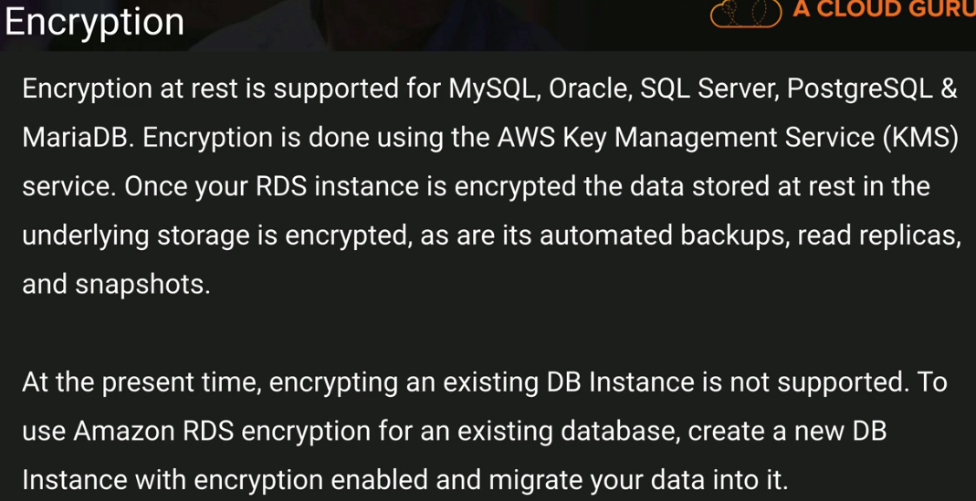 Encryption
A CLOUD GURU
Encryption at rest is supported for MySQL, Oracle, SQL Server, PostgreSQL &
MariaDB. Encryption is done using the AWS Key Management Service (KMS)
service. Once your RDS instance is encrypted the data stored at rest in the
underlying storage is encrypted, as are its automated backups, read replicas,
and snapshots.
At the present time, encrypting an existing DB Instance is not supported. To
use Amazon RDS encryption for an existing database, create a new DB
Instance with encryption enabled and migrate your data into it.